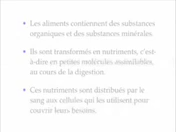 • Les aliments contiennent des substances
organiques et des substances minérales.
• Ils sont transformés en nutriments, c'est-
à-dire en petites molécules assimilables,
au cours de la digestion.
• Ces nutriments sont distribués par le
sang aux cellules qui les utilisent pour
couvrir leurs besoins.